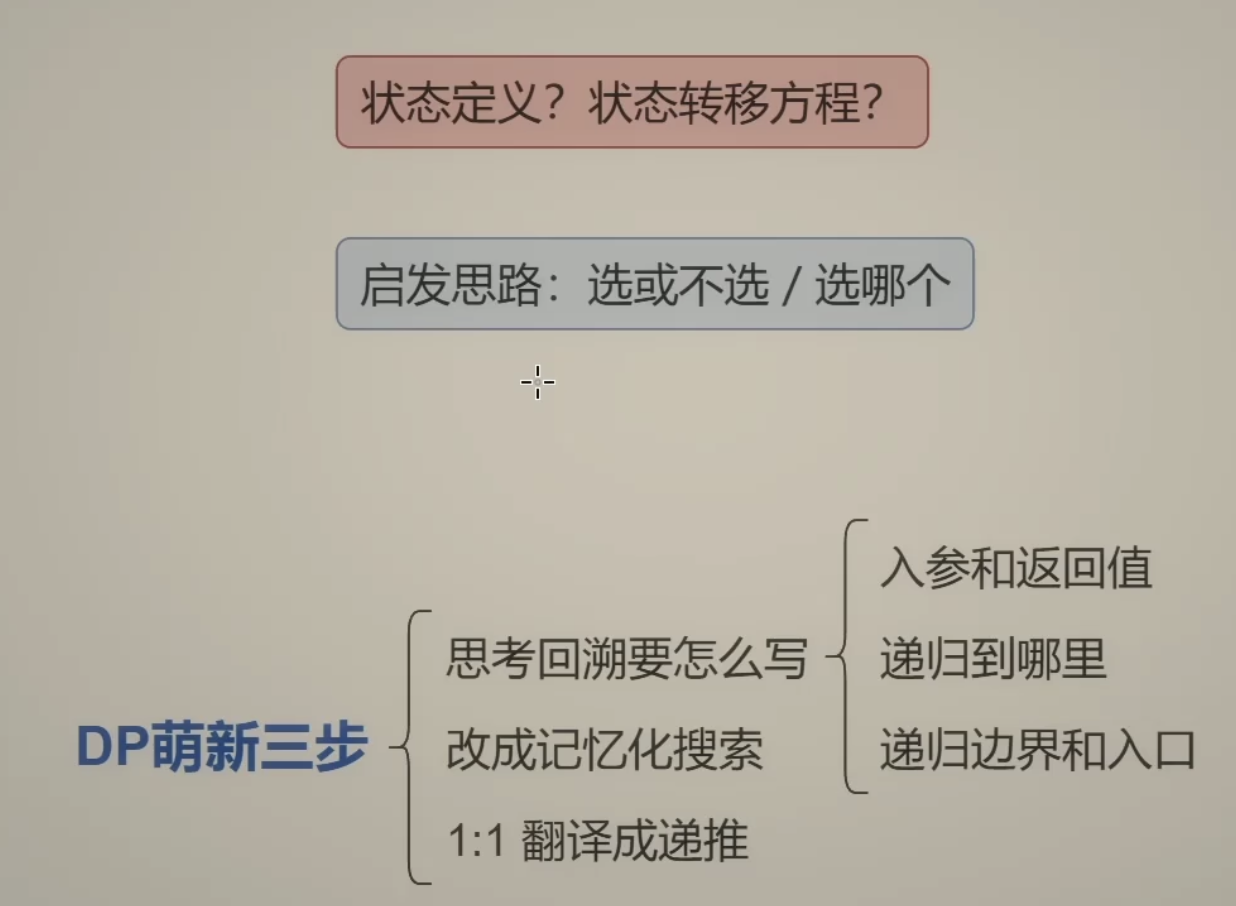 状态定义？状态转移方程？
启发思路：选或不选 / 选哪个
DP萌新三步
思考回溯要怎么写
入参和返回值
递归到哪里
递归边界和入口
改成记忆化搜索
1:1 翻译成递推